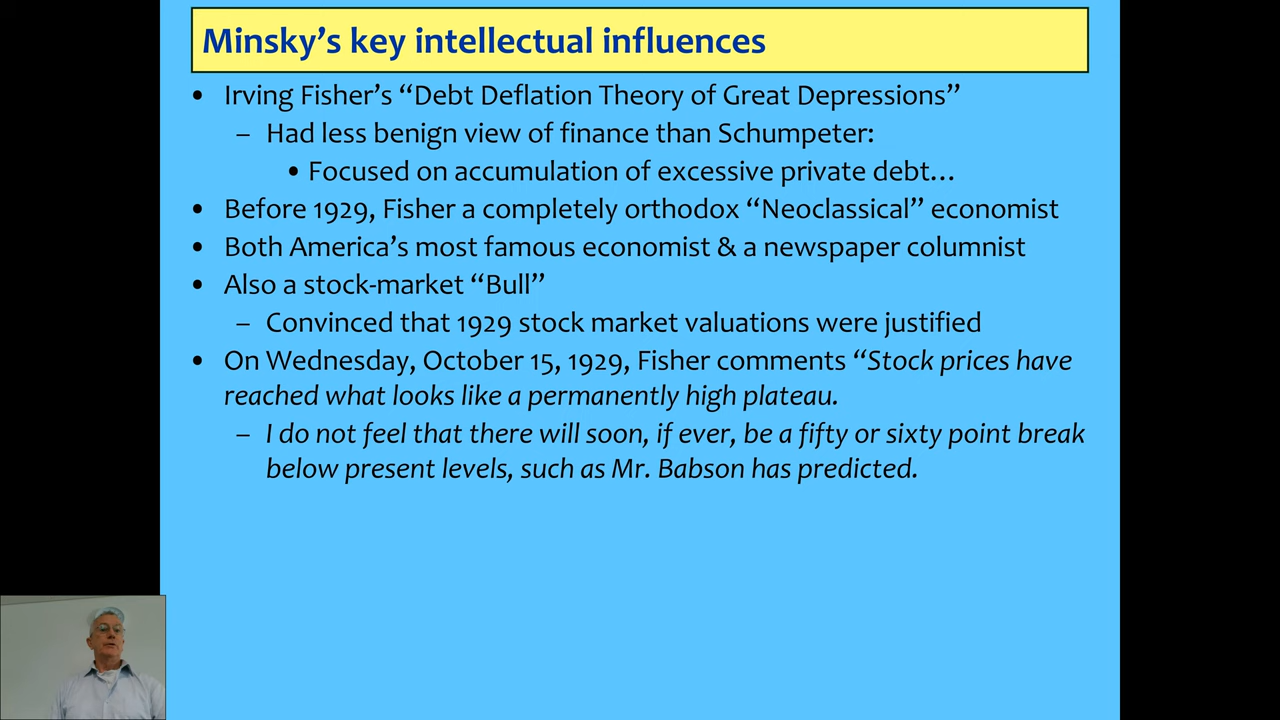 Minsky’s key intellectual influences
• Irving Fisher’s “Debt Deflation Theory of Great Depressions”
– Had less benign view of finance than Schumpeter:
• Focused on accumulation of excessive private debt…
• Before 1929, Fisher a completely orthodox “Neoclassical” economist
• Both America’s most famous economist & a newspaper columnist
• Also a stock-market “Bull”
– Convinced that 1929 stock market valuations were justified
• On Wednesday, October 15, 1929, Fisher comments “Stock prices have
reached what looks like a permanently high plateau.
– I do not feel that there will soon, if ever, be a fifty or sixty point break
below present levels, such as Mr. Babson has predicted.